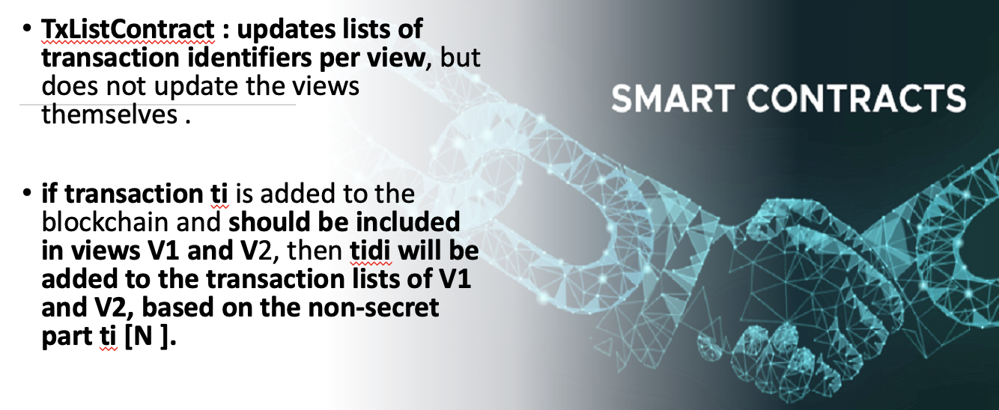 • TxListContract : updates lists of
transaction identifiers per view, but
does not update the views
themselves .
SMART CONTRACTS
• if transaction ti is added to the
blockchain and should be included
in views V1 and V2, then tidi will be
added to the transaction lists of V1
and V2, based on the non-secret
part ti [N ].